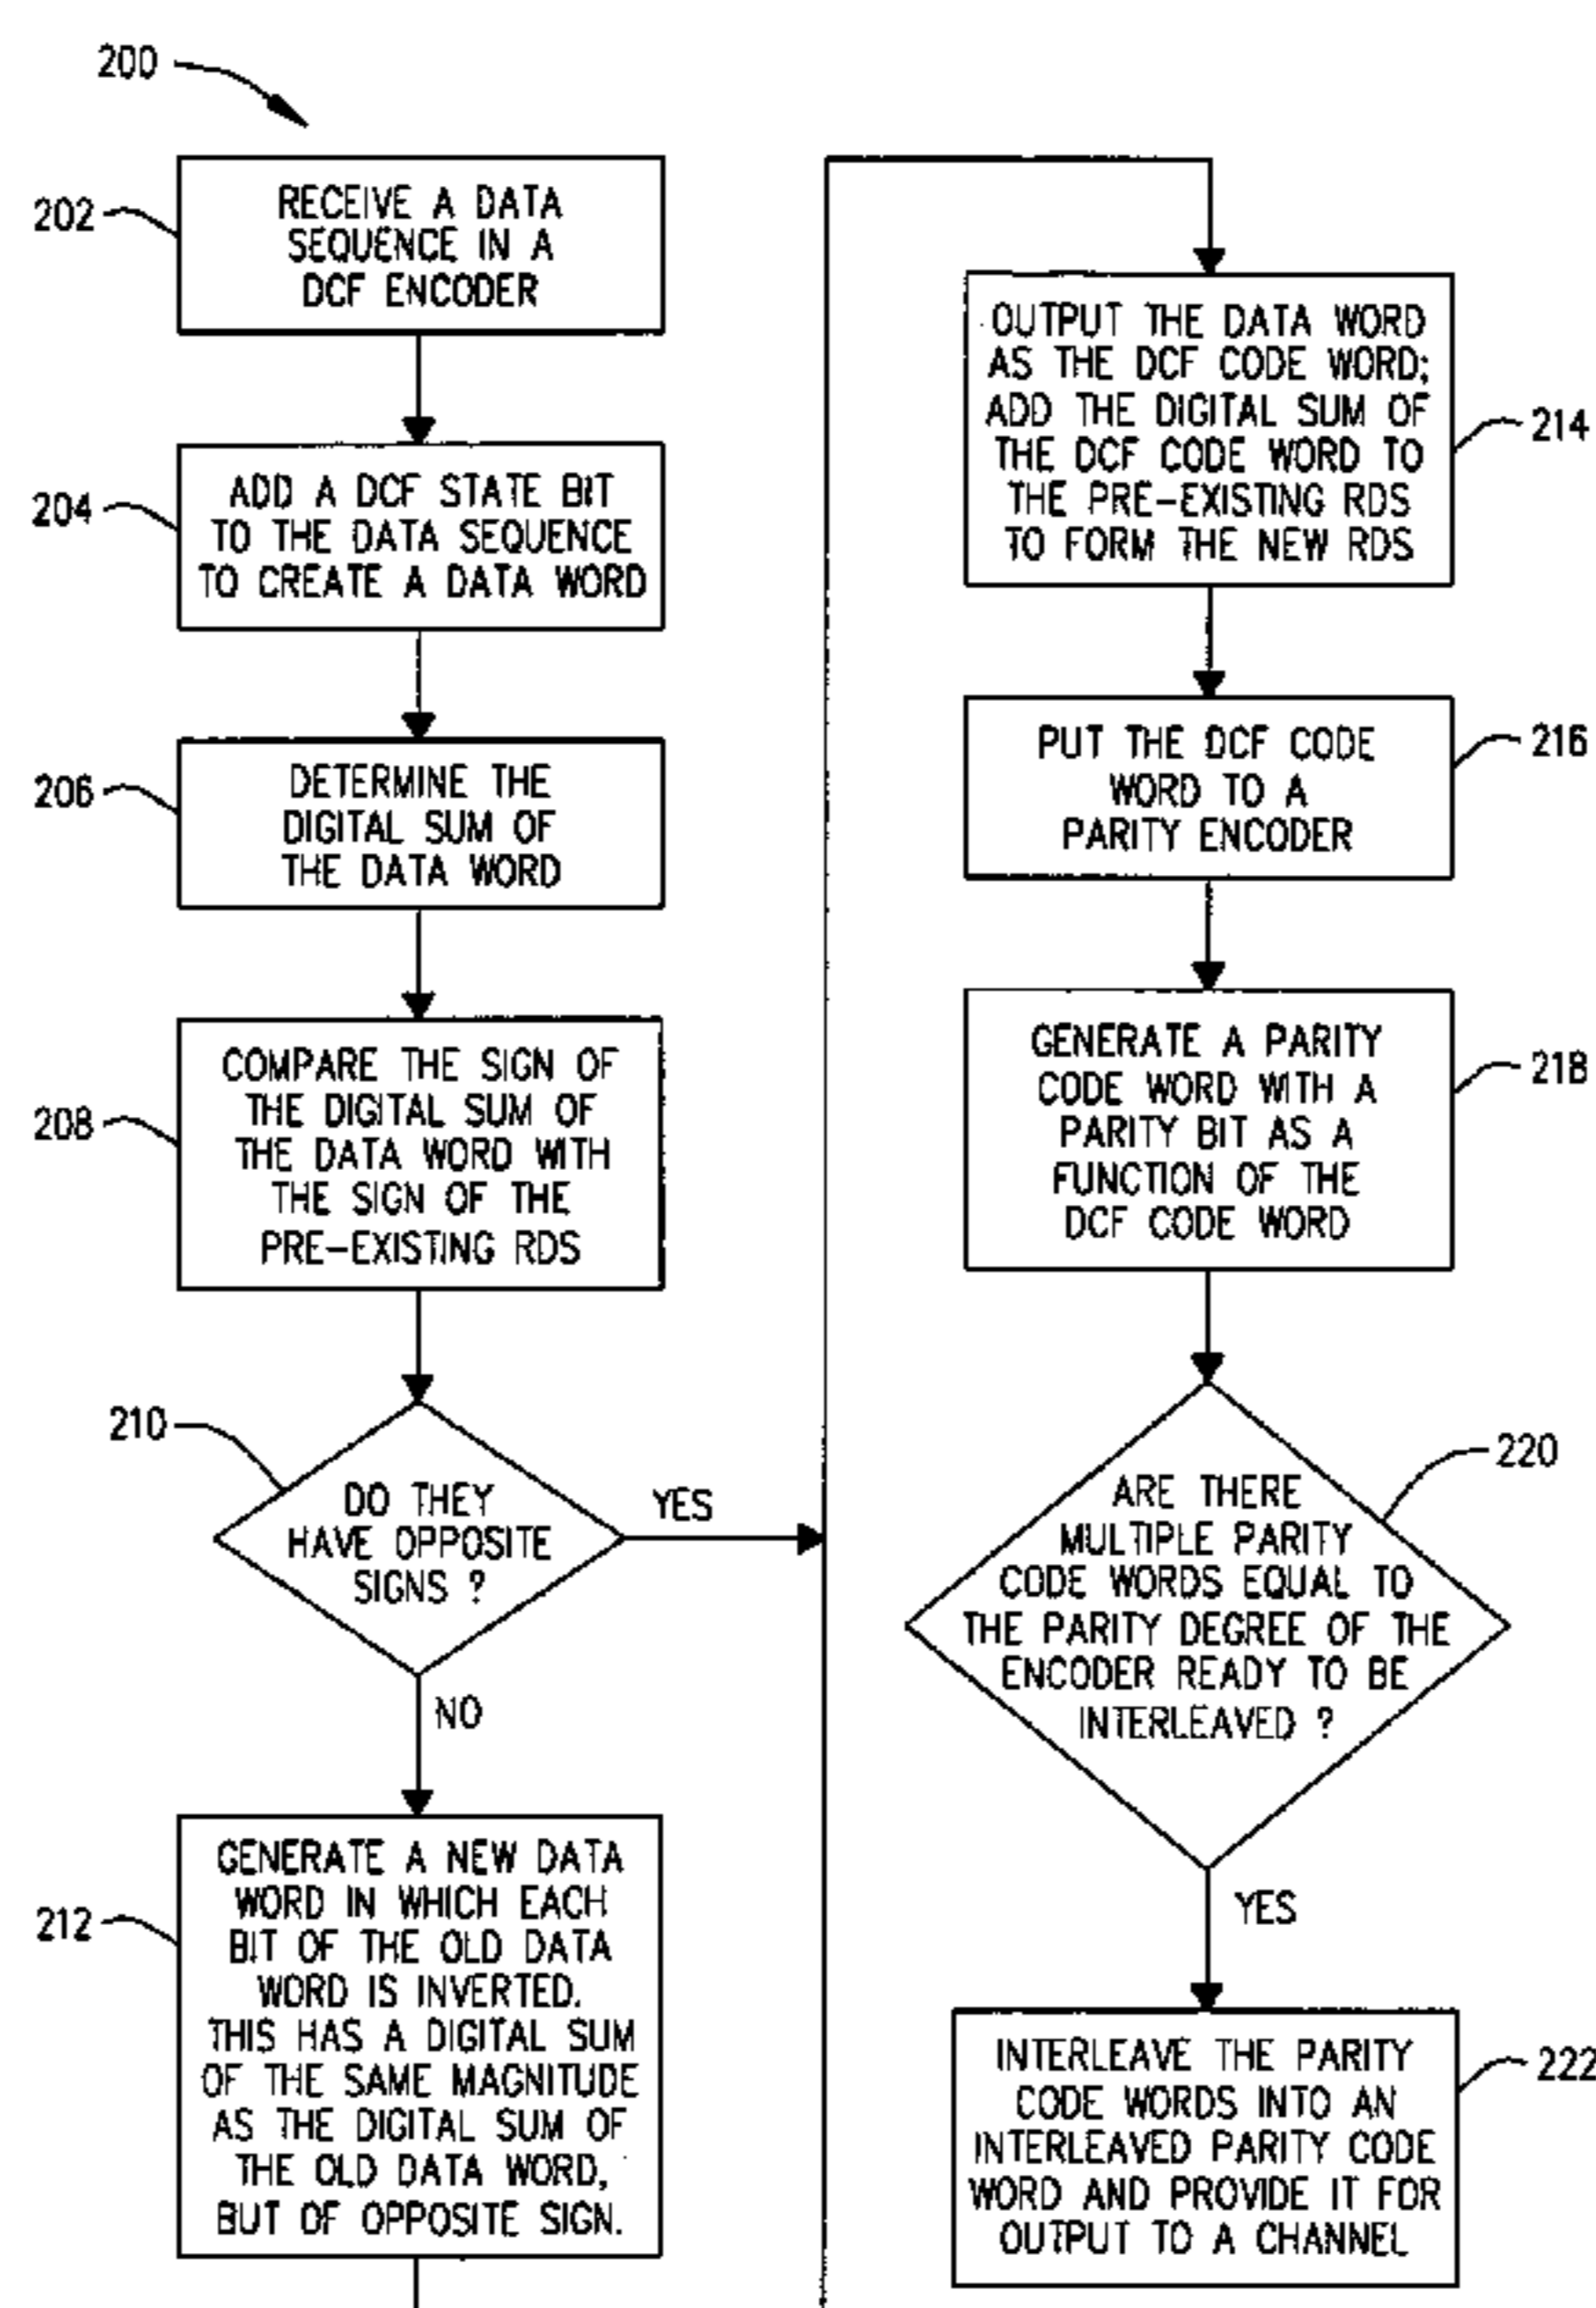 200
202
RECEIVE A DATA
SEQUENCE IN A
DCF ENCODER
204
ADD A DCF STATE BIT
TO THE DATA SEQUENCE
TO CREATE A DATA WORD
206
DETERMINE THE
DIGITAL SUM OF
THE DATA WORD
208
COMPARE THE SIGN OF
THE DIGITAL SUM OF
THE DATA WORD WITH
THE SIGN OF THE
PRE-EXISTING RDS
210
DO THEY
HAVE OPPOSITE
SIGNS ?
YES
NO
212
GENERATE A NEW DATA
WORD IN WHICH EACH
BIT OF THE OLD DATA
WORD IS INVERTED.
THIS HAS A DIGITAL SUM
OF THE SAME MAGNITUDE
AS THE DIGITAL SUM OF
THE OLD DATA WORD,
BUT OF OPPOSITE SIGN.
OUTPUT THE DATA WORD
AS THE DCF CODE WORD;
ADD THE DIGITAL SUM OF
THE DCF CODE WORD TO
THE PRE-EXISTING RDS
TO FORM THE NEW RDS
214
PUT THE DCF CODE
WORD TO A
PARITY ENCODER
216
GENERATE A PARITY
CODE WORD WITH A
PARITY BIT AS A
FUNCTION OF THE
DCF CODE WORD
218
ARE THERE
MULTIPLE PARITY
CODE WORDS EQUAL TO
THE PARITY DEGREE OF THE
ENCODER READY TO BE
INTERLEAVED ?
220
YES
INTERLEAVE THE PARITY
CODE WORDS INTO AN
INTERLEAVED PARITY CODE
WORD AND PROVIDE IT FOR
OUTPUT TO A CHANNEL
222